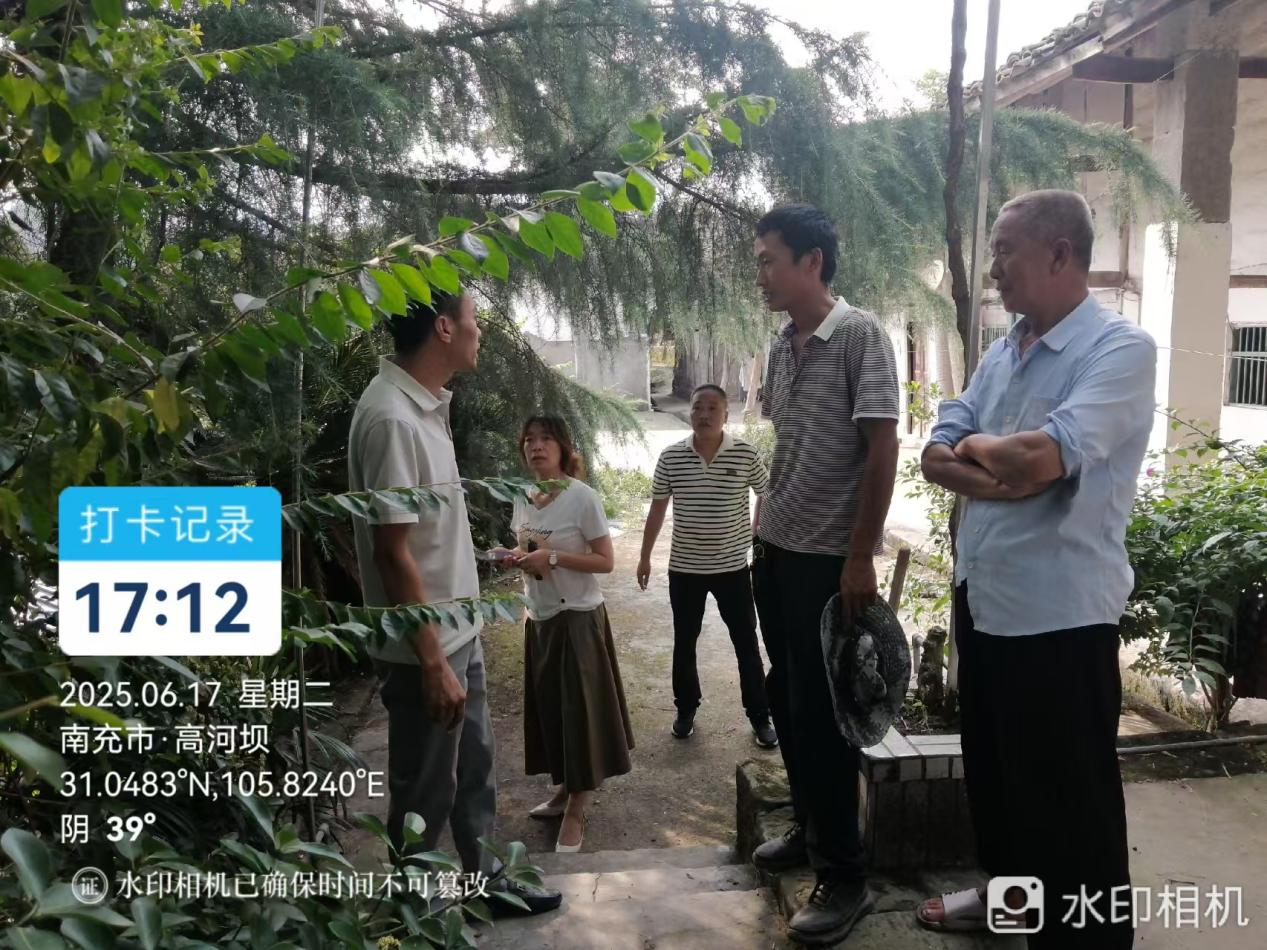 Smiling
打卡记录
17:12
2025.06.17 星期二
南充市·高河坝
31.0483°N,105.8240°E
阴 39°
证 水印相机已确保时间不可篡改
水印相机